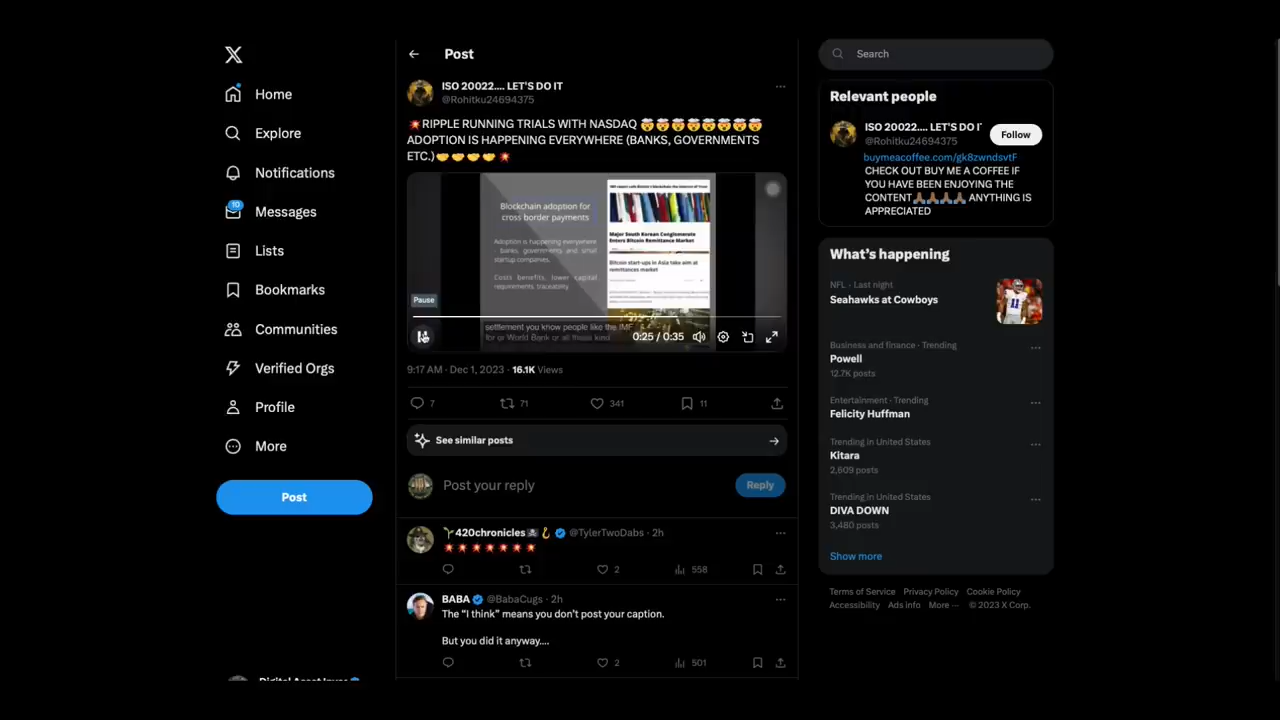 Home
Explore
Notifications
10
Messages
Lists
Bookmarks
Communities
Verified Orgs
Profile
More
Post
Post
ISO 20022.... LET'S DO IT
@Rohitku24694375
💥RIPPLE RUNNING TRIALS WITH NASDAQ 🤯🤯🤯🤯🤯🤯🤯🤯
ADOPTION IS HAPPENING EVERYWHERE (BANKS, GOVERNMENTS
ETC.)🤝🤝🤝🤝💥
Blockchain adoption for
cross border payments
Adoption is happening everywhere
- banks, governments, and small
startup companies.
Costs benefits, lower capital
requirements, traceability
Major South Korean Conglomerate
Enters Bitcoin Remittance Market
Bitcoin start-ups in Asia take aim at
remittances market
Pause
settlement you know people like the IMF
for or World Bank or all those kind
0:25 / 0:35
9:17 AM · Dec 1, 2023 · 16.1K Views
7
71
341
11
See similar posts
Post your reply
Reply
420chronicles @TylerTwoDabs · 2h
💥💥💥💥💥💥💥
2
558
BABA @BabaCugs · 2h
The “I think” means you don’t post your caption.
But you did it anyway....
2
501
Search
Relevant people
ISO 20022.... LET'S DO I
@Rohitku24694375
Follow
buymeacoffee.com/gk8zwndsvtF
CHECK OUT BUY ME A COFFEE IF
YOU HAVE BEEN ENJOYING THE
CONTENT🙏🏾🙏🏾🙏🏾🙏🏾 ANYTHING IS
APPRECIATED
What’s happening
NFL · Last night
Seahawks at Cowboys
Business and finance · Trending
Powell
12.7K posts
Entertainment · Trending
Felicity Huffman
Trending in United States
Kitara
2,609 posts
Trending in United States
DIVA DOWN
3,480 posts
Show more
Terms of Service Privacy Policy Cookie Policy
Accessibility Ads info More ··· © 2023 X Corp.